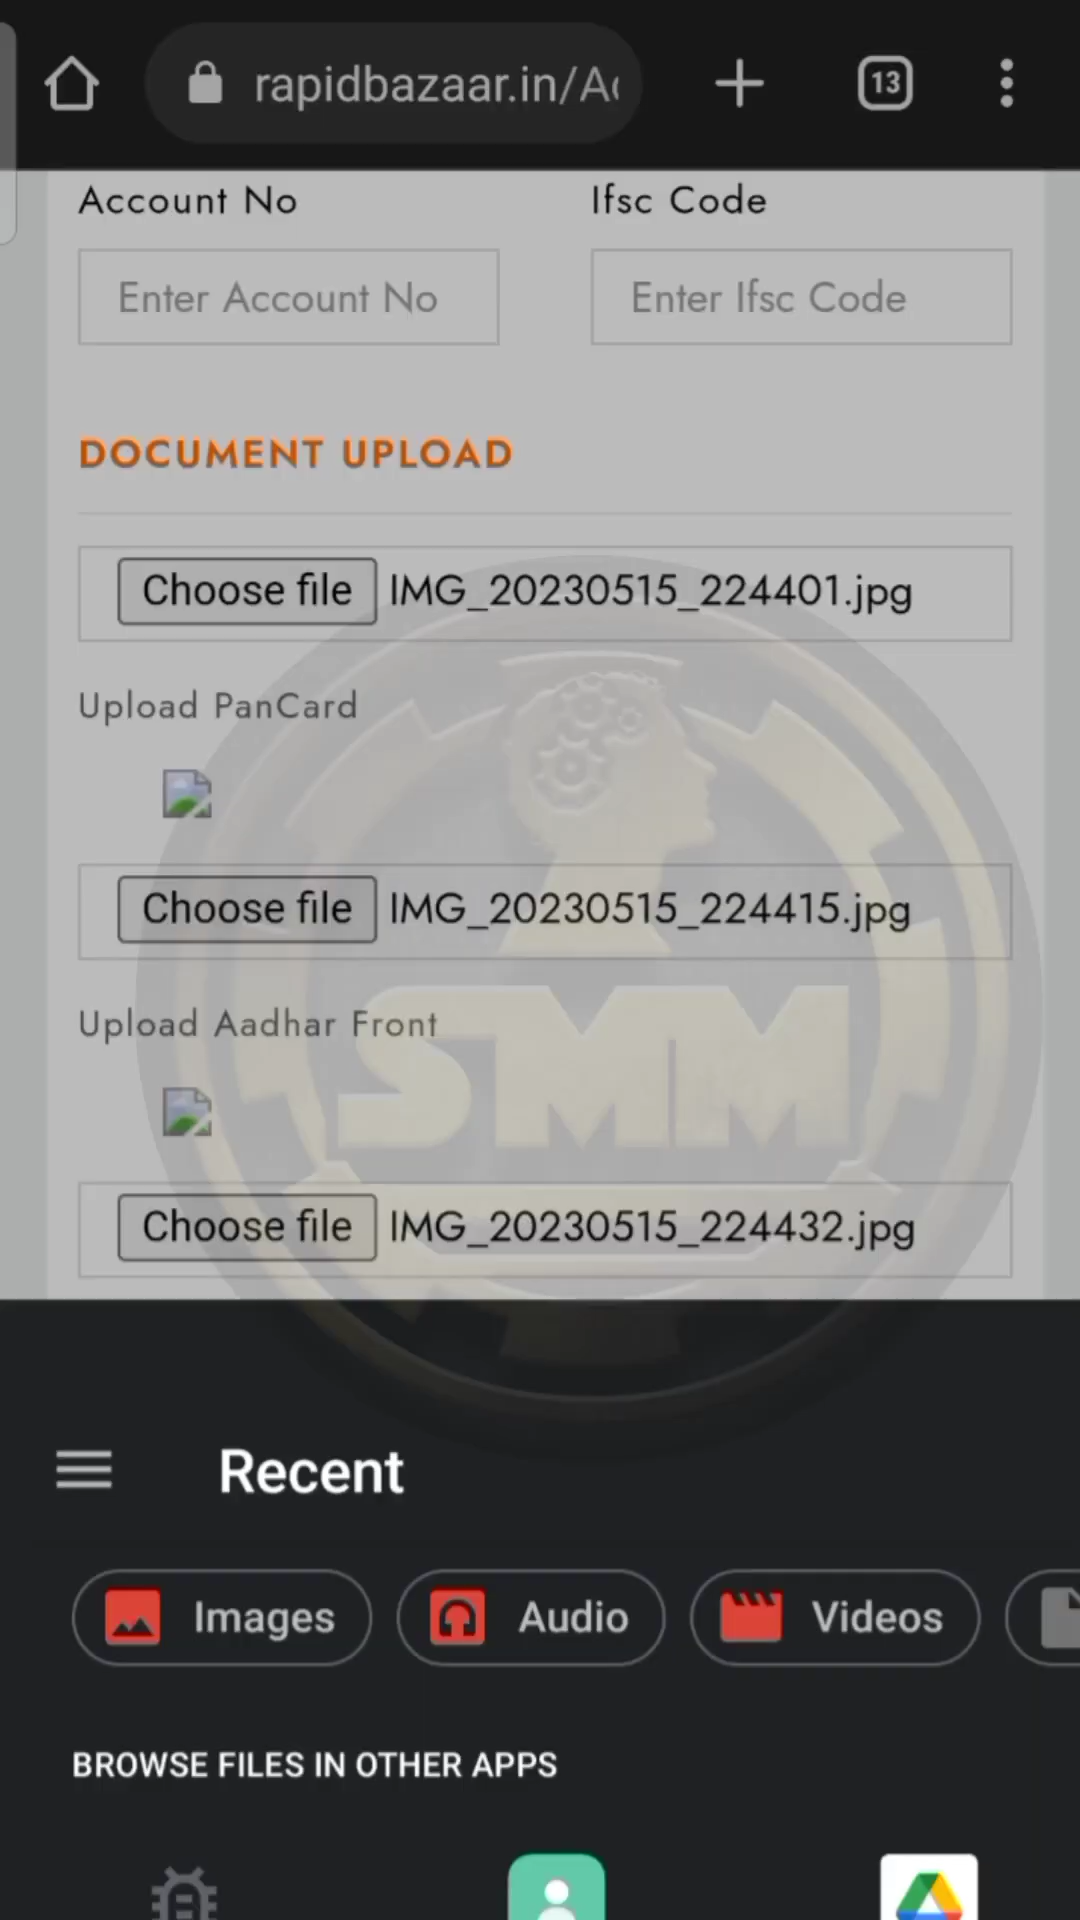 rapidbazaar.in/Ac
13
Account No
Ifsc Code
Enter Account No
Enter Ifsc Code
DOCUMENT UPLOAD
Choose file IMG_20230515_224401.jpg
Upload PanCard
Choose file IMG_20230515_224415.jpg
Upload Aadhar Front
SMM
Choose file IMG_20230515_224432.jpg
Recent
Images
Audio
Videos
BROWSE FILES IN OTHER APPS